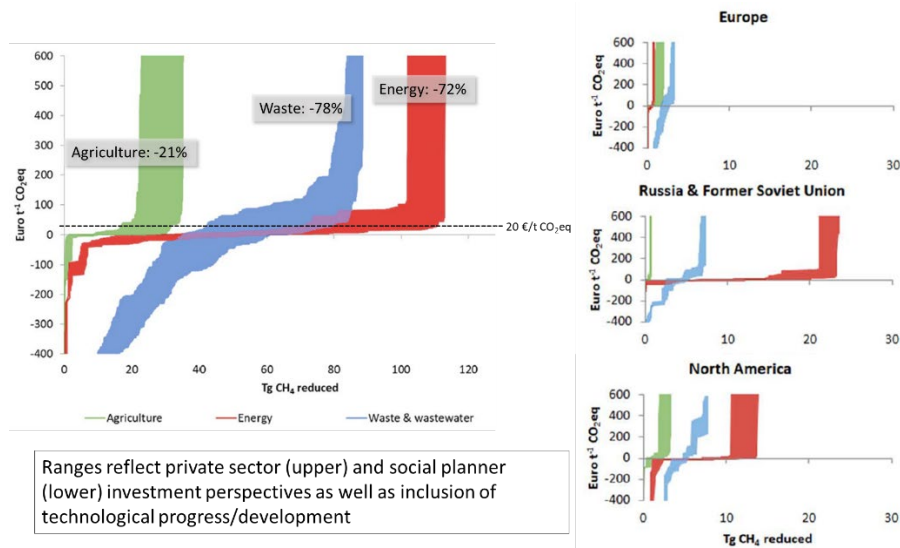 600
500
400
300
200
100
0
-100
-200
-300
-400
Euro t⁻¹ CO₂eq
Agriculture: -21%
Waste: -78%
Energy: -72%
20 €/t CO₂eq
0 20 40 60 80 100 120
Tg CH₄ reduced
Agriculture Energy Waste & wastewater
Ranges reflect private sector (upper) and social planner
(lower) investment perspectives as well as inclusion of
technological progress/development
Europe
Euro t⁻¹ CO₂eq
600
400
200
0
-200
-400
0 10 20 30
Russia & Former Soviet Union
Euro t⁻¹ CO₂eq
600
400
200
0
-200
-400
0 10 20 30
North America
Euro t⁻¹ CO₂eq
600
400
200
0
-200
-400
0 10 20 30
Tg CH₄ reduced